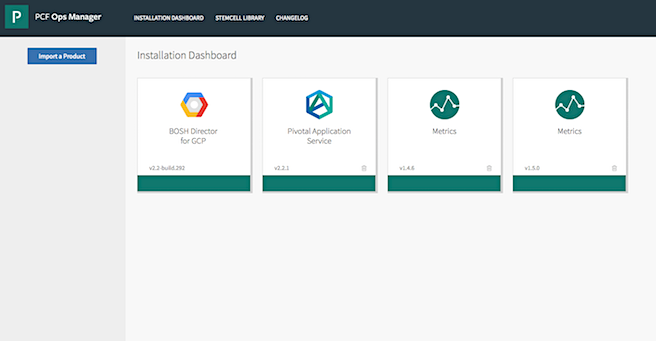 P
PCF Ops Manager
INSTALLATION DASHBOARD
STEMCELL LIBRARY
CHANGELOG
Import a Product
Installation Dashboard
BOSH Director
for GCP
v2.2-build.292
Pivotal Application
Service
v2.2.1
Metrics
v1.4.6
Metrics
v1.5.0